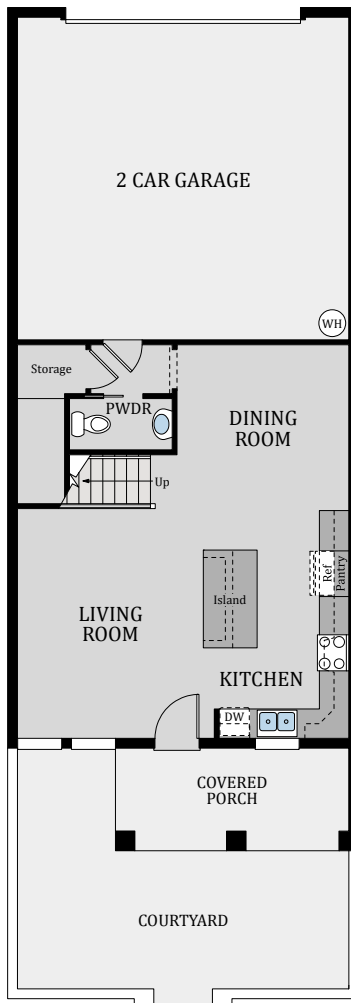 2 CAR GARAGE
WH
Storage
PWDR
DINING
ROOM
Up
Ref
Pantry
Island
LIVING
ROOM
KITCHEN
DW
COVERED
PORCH
COURTYARD